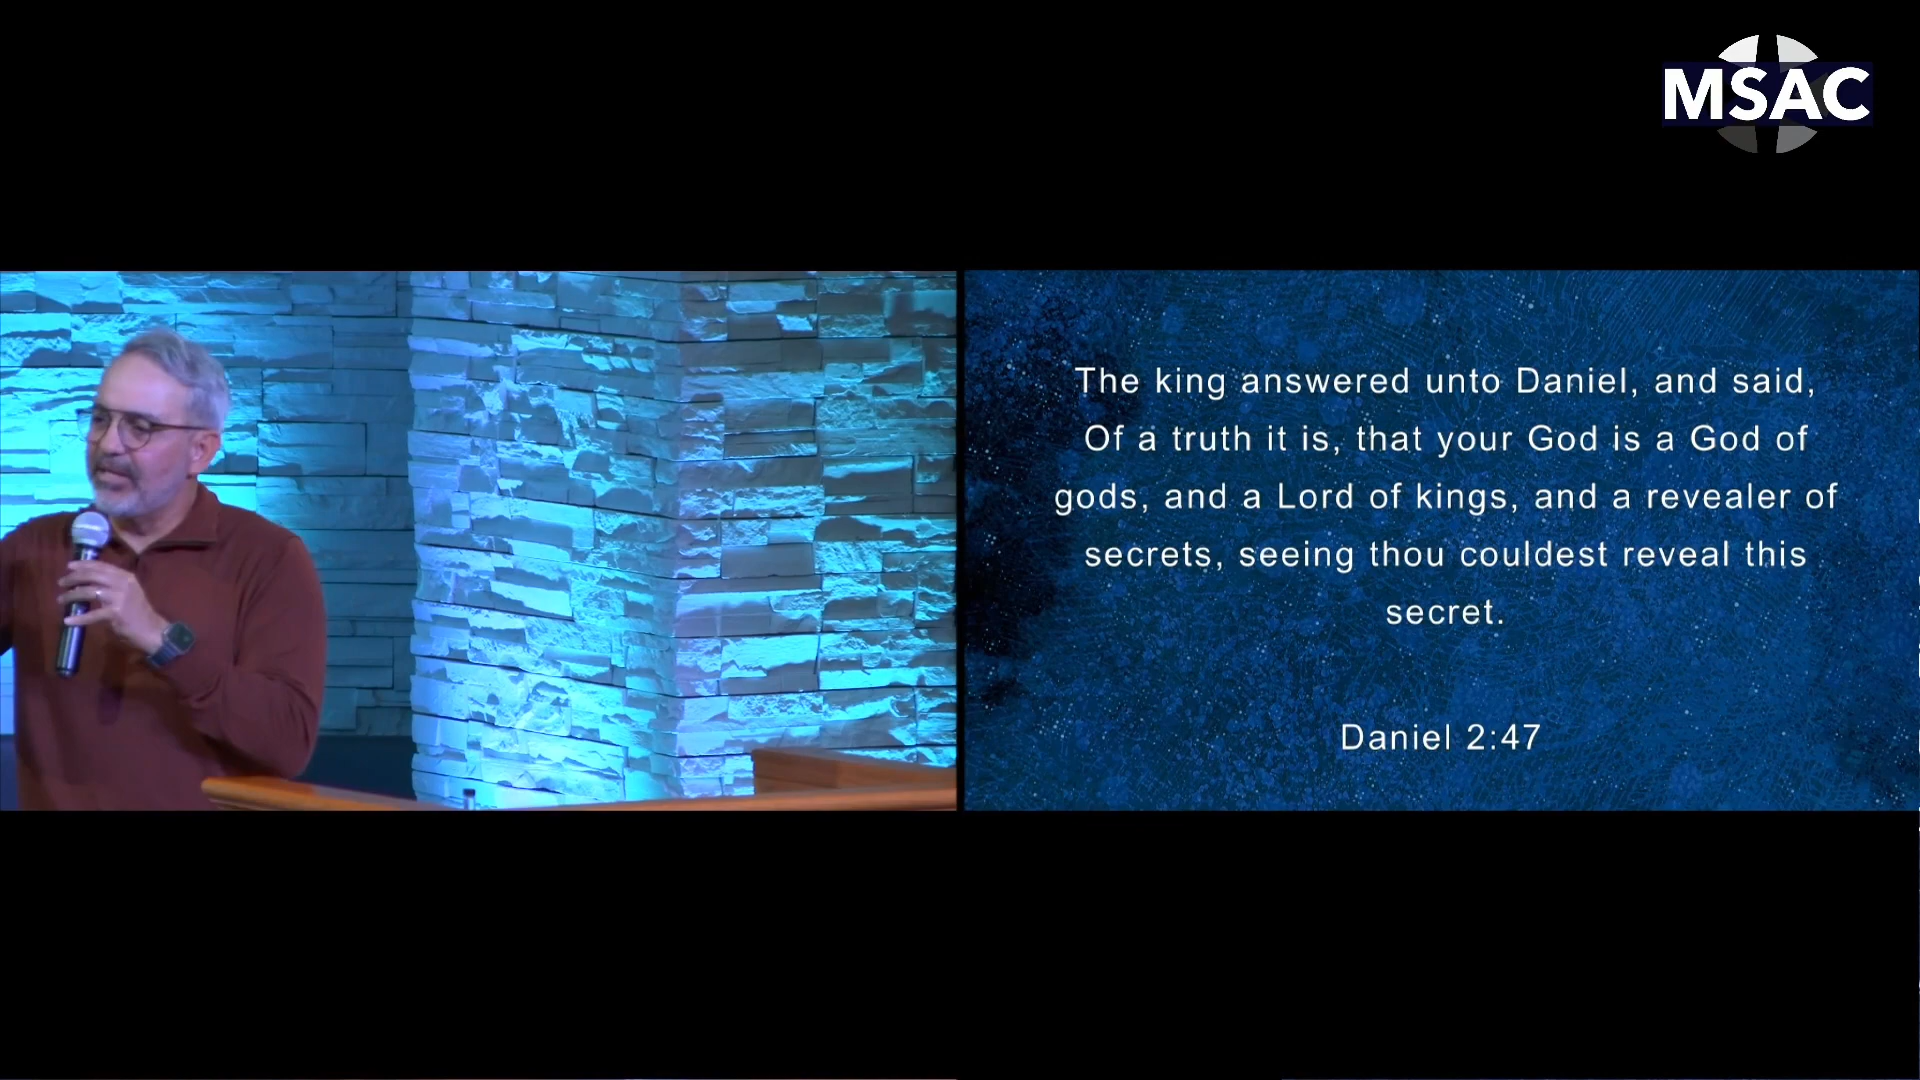 MSAC
The king answered unto Daniel, and said,
Of a truth it is, that your God is a God of
gods, and a Lord of kings, and a revealer of
secrets, seeing thou couldest reveal this
secret.
Daniel 2:47